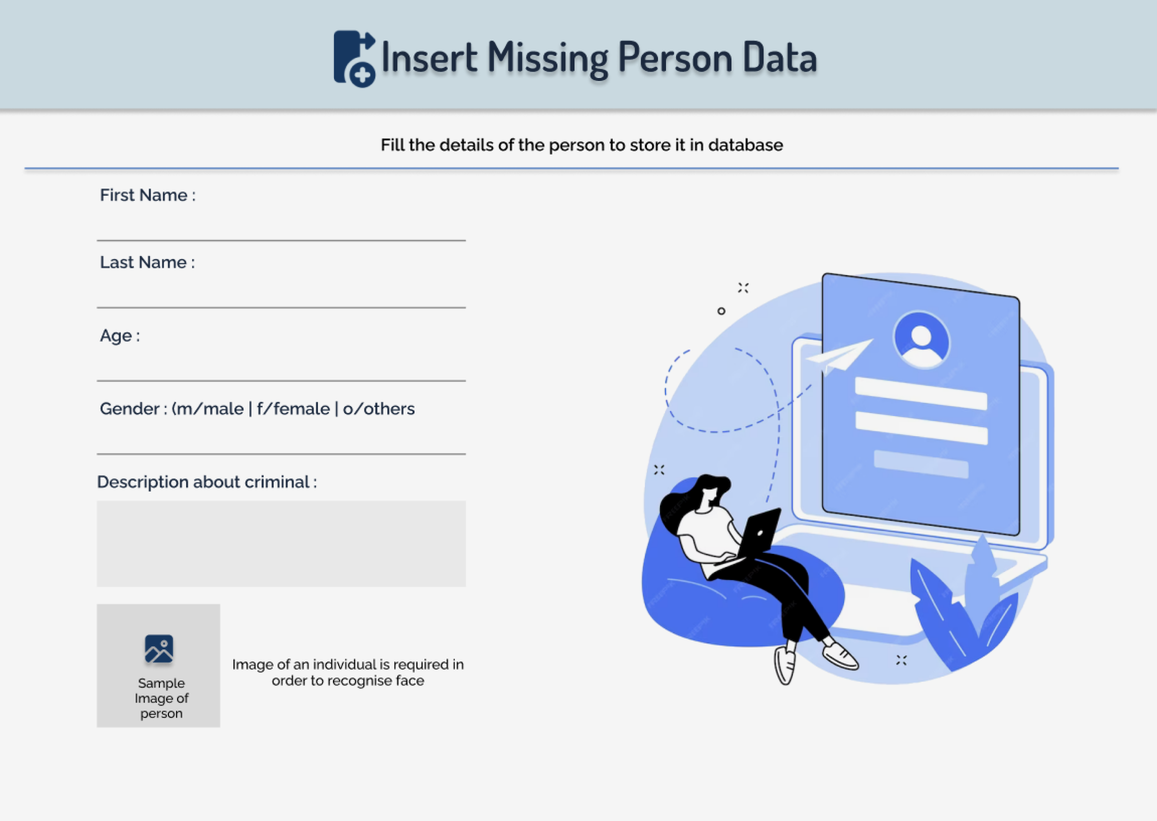 Insert Missing Person Data
Fill the details of the person to store it in database
First Name :
Last Name :
Age :
Gender : (m/male | f/female | o/others
Description about criminal :
Sample
Image of
person
Image of an individual is required in
order to recognise face